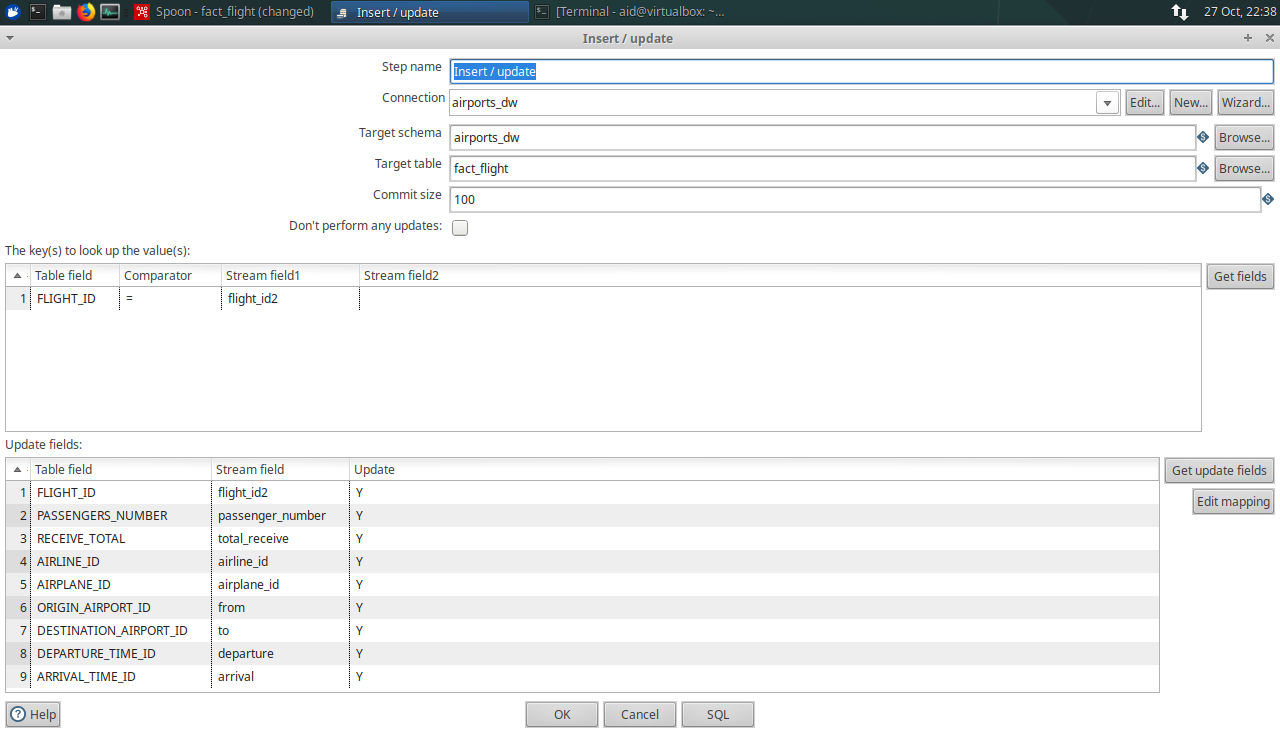 Spoon - fact_flight (changed) Insert / update [Terminal - aid@virtualbox: ~... 27 Oct, 22:38
Insert / update
Step name Insert / update
Connection airports_dw Edit... New... Wizard...
Target schema airports_dw Browse...
Target table fact_flight Browse...
Commit size 100
Don't perform any updates:
The key(s) to look up the value(s):
Table field Comparator Stream field1 Stream field2 Get fields
1 FLIGHT_ID = flight_id2
Update fields:
Table field Stream field Update Get update fields
1 FLIGHT_ID flight_id2 Y
Edit mapping
2 PASSENGERS_NUMBER passenger_number Y
3 RECEIVE_TOTAL total_receive Y
4 AIRLINE_ID airline_id Y
5 AIRPLANE_ID airplane_id Y
6 ORIGIN_AIRPORT_ID from Y
7 DESTINATION_AIRPORT_ID to Y
8 DEPARTURE_TIME_ID departure Y
9 ARRIVAL_TIME_ID arrival Y
Help OK Cancel SQL